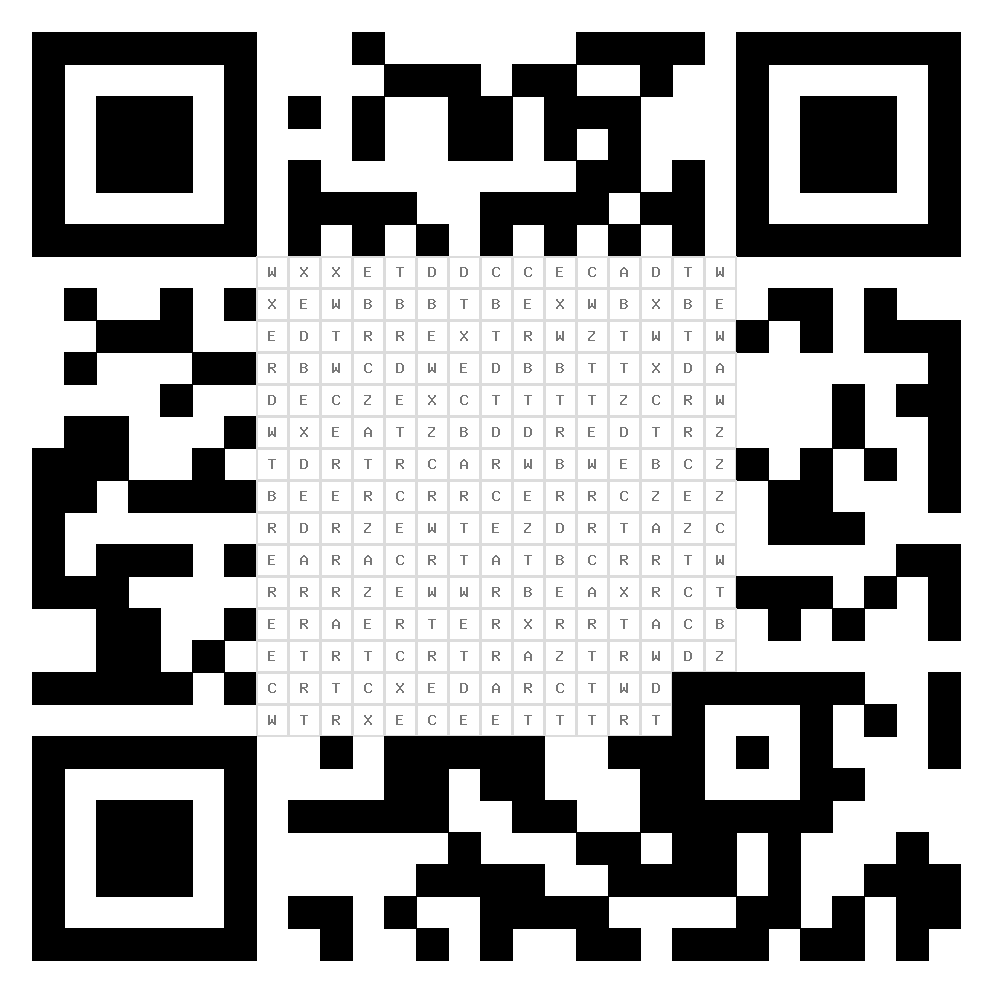 W X X E T D D C C E C A D T W
X E W B B B T B E X W B X B E
E D T R R E X T R W Z T W T W
R B W C D W E D B B T T X D A
D E C Z E X C T T T T Z C R W
W X E A T Z B D D R E D T R Z
T D R T R C A R W B W E B C Z
B E E R C R R C E R R C Z E Z
R D R Z E W T E Z D R T A Z C
E A R A C R T A T B C R R T W
R R R Z E W W R B E A X R C T
E R A E R T E R X R R T A C B
E T R T C R T R A Z T R W D Z
C R T C X E D A R C T W D
W T R X E C E E T T T R T